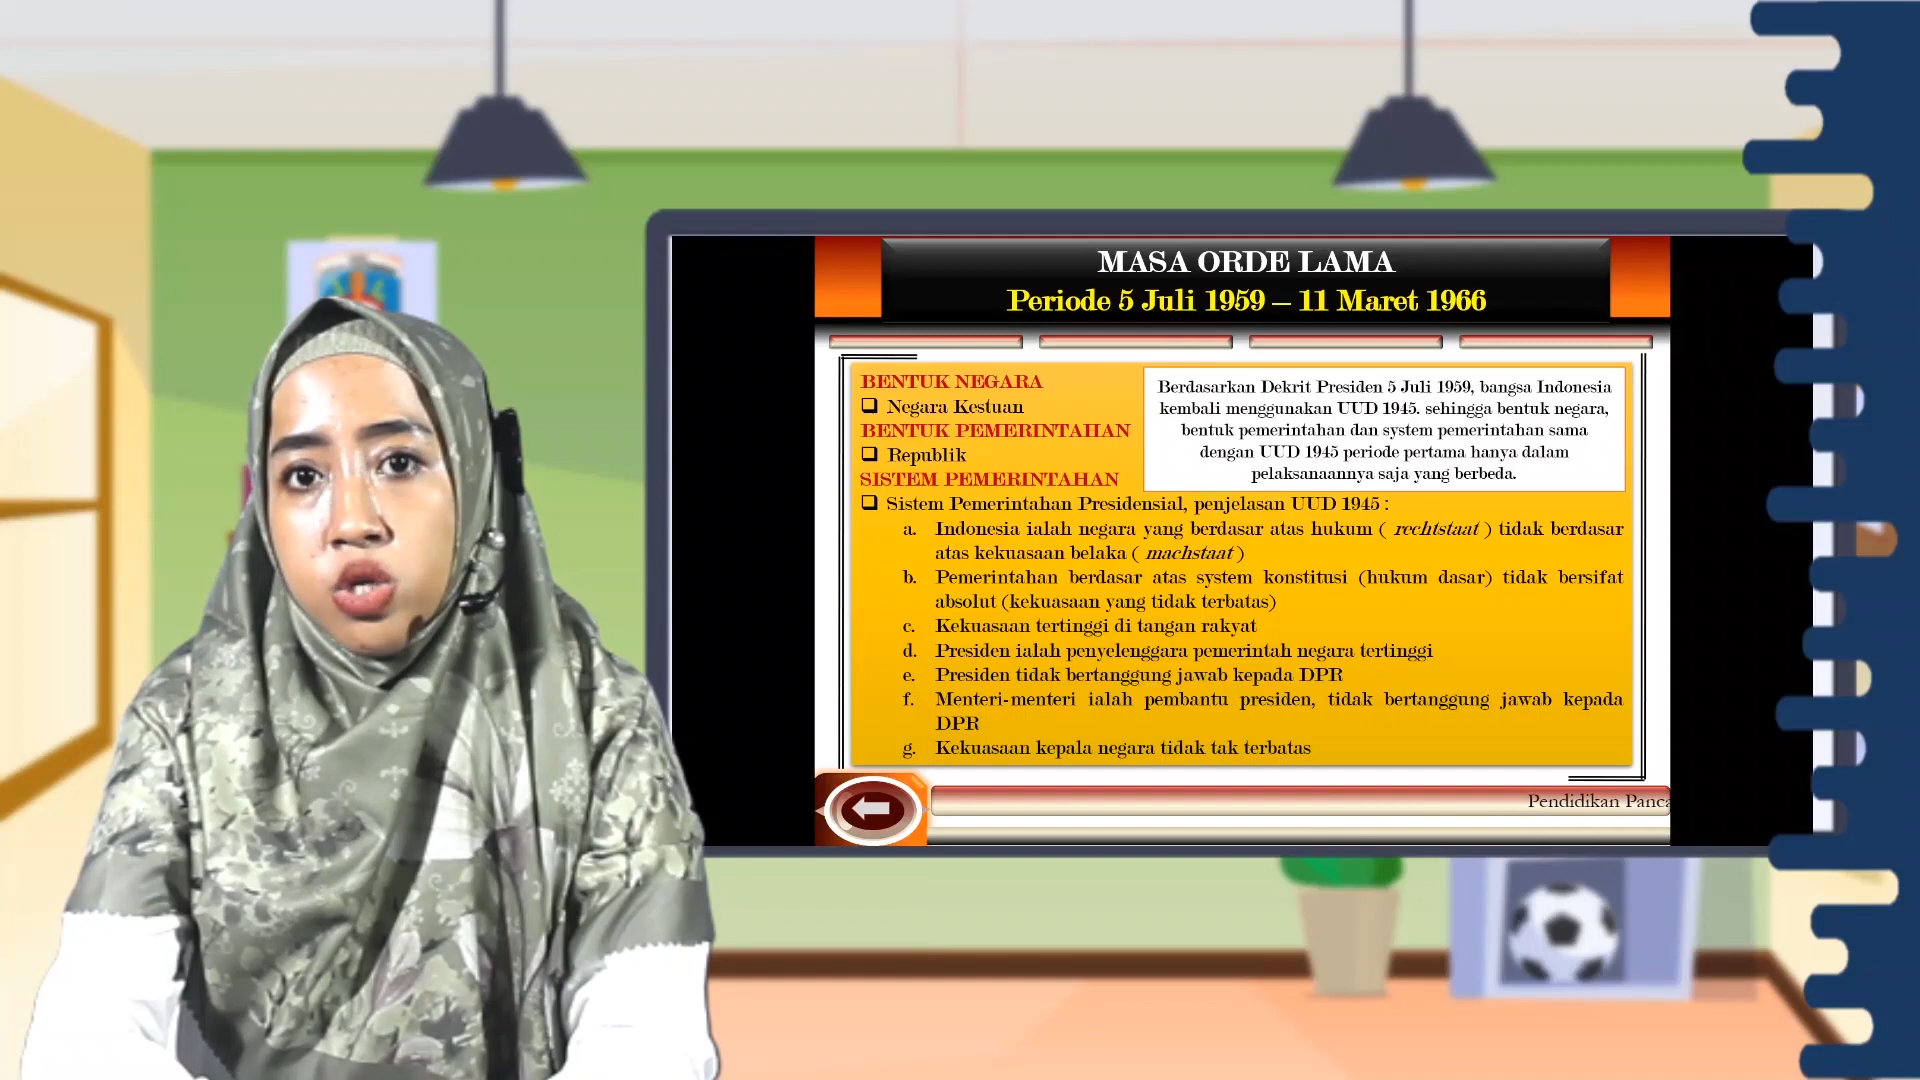 MASA ORDE LAMA
Periode 5 Juli 1959 – 11 Maret 1966
BENTUK NEGARA
❑ Negara Kestuan
BENTUK PEMERINTAHAN
❑ Republik
SISTEM PEMERINTAHAN
Berdasarkan Dekrit Presiden 5 Juli 1959, bangsa Indonesia
kembali menggunakan UUD 1945. sehingga bentuk negara,
bentuk pemerintahan dan system pemerintahan sama
dengan UUD 1945 periode pertama hanya dalam
pelaksanaannya saja yang berbeda.
❑ Sistem Pemerintahan Presidensial, penjelasan UUD 1945 :
a. Indonesia ialah negara yang berdasar atas hukum ( rechtstaat ) tidak berdasar
atas kekuasaan belaka ( machstaat )
b. Pemerintahan berdasar atas system konstitusi (hukum dasar) tidak bersifat
absolut (kekuasaan yang tidak terbatas)
c. Kekuasaan tertinggi di tangan rakyat
d. Presiden ialah penyelenggara pemerintah negara tertinggi
e. Presiden tidak bertanggung jawab kepada DPR
f. Menteri-menteri ialah pembantu presiden, tidak bertanggung jawab kepada
DPR
g. Kekuasaan kepala negara tidak tak terbatas
Pendidikan Panca